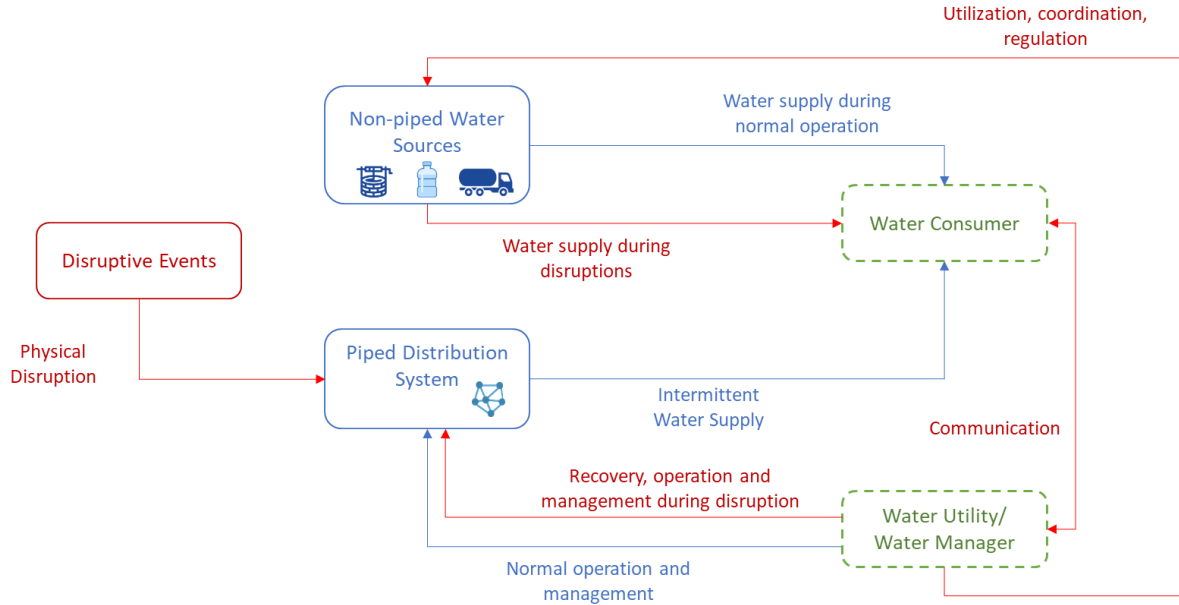 Utilization, coordination,
regulation
Non-piped Water
Sources
Water supply during
normal operation
Water Consumer
Water supply during
disruptions
Disruptive Events
Physical
Disruption
Piped Distribution
System
Intermittent
Water Supply
Communication
Recovery, operation and
management during disruption
Water Utility/
Water Manager
Normal operation and
management